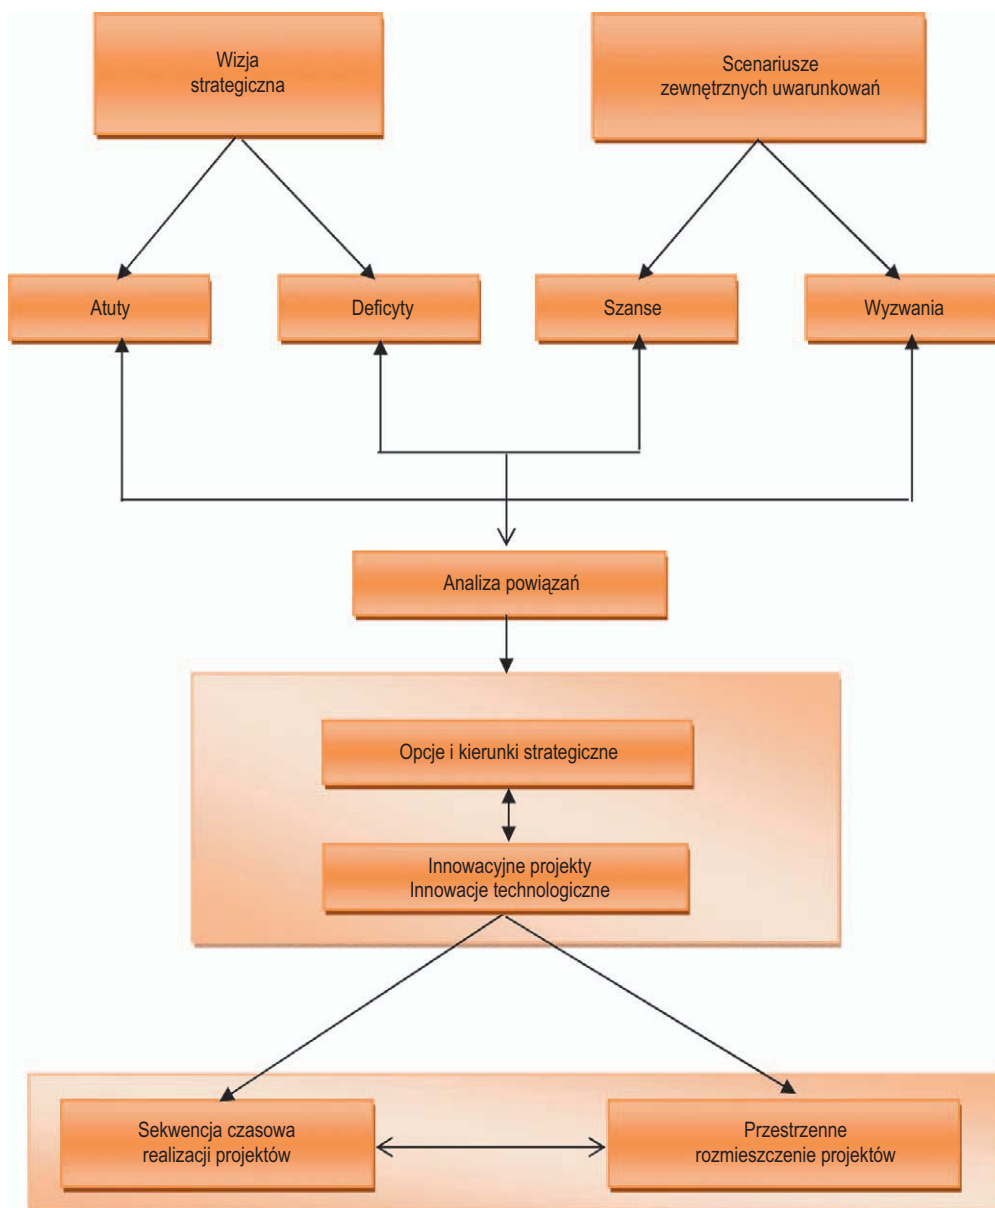 Wizja
strategiczna
Scenariusze
zewnętrznych uwarunkowań
Atuty
Deficyty
Szanse
Wyzwania
Analiza powiązań
Opcje i kierunki strategiczne
Innowacyjne projekty
Innowacje technologiczne
Sekwencja czasowa
realizacji projektów
Przestrzenne
rozmieszczenie projektów